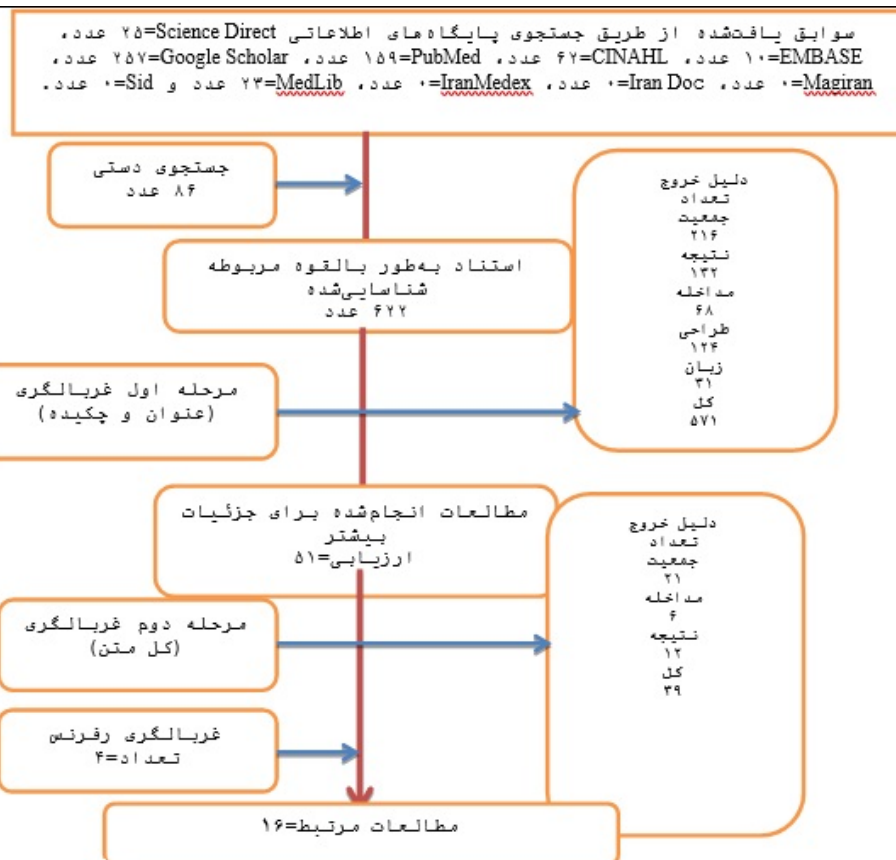 سوابق یافت‌شده از طریق جستجوی پایگاه‌های اطلاعاتی Science Direct=۲۵ عدد،
EMBASE=۱۰ عدد، CINAHL=۶۲ عدد، PubMed=۱۵۹ عدد، Google Scholar=۲۵۷ عدد،
Magiran=۰ عدد، Iran Doc=۰ عدد، IranMedex=۰ عدد، MedLib=۲۳ عدد و Sid=۰ عدد.
جستجوی دستی
۸۶ عدد
دلیل خروج
تعداد
جمعیت
۲۱۶
نتیجه
۱۳۲
مداخله
۶۸
طراحی
۱۲۴
زبان
۳۱
کل
۵۷۱
استناد به‌طور بالقوه مربوطه
شناسایی‌شده
۶۲۲ عدد
مرحله اول غربالگری
(عنوان و چکیده)
مطالعات انجام‌شده برای جزئیات
بیشتر
ارزیابی=۵۱
دلیل خروج
تعداد
جمعیت
۲۱
مداخله
۶
نتیجه
۱۲
کل
۳۹
مرحله دوم غربالگری
(کل متن)
غربالگری رفرنس
تعداد=۴
مطالعات مرتبط=۱۶